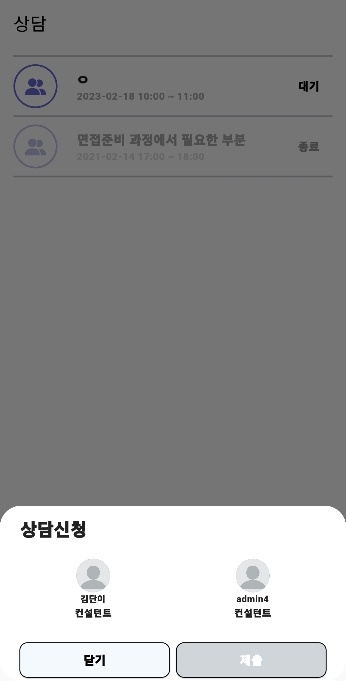 상담
ㅇ
2023-02-18 10:00 ~ 11:00
대기
면접준비 과정에서 필요한 부분
2021-02-14 17:00 ~ 18:00
종료
상담신청
김단이
컨설턴트
admin4
컨설턴트
닫기
제출